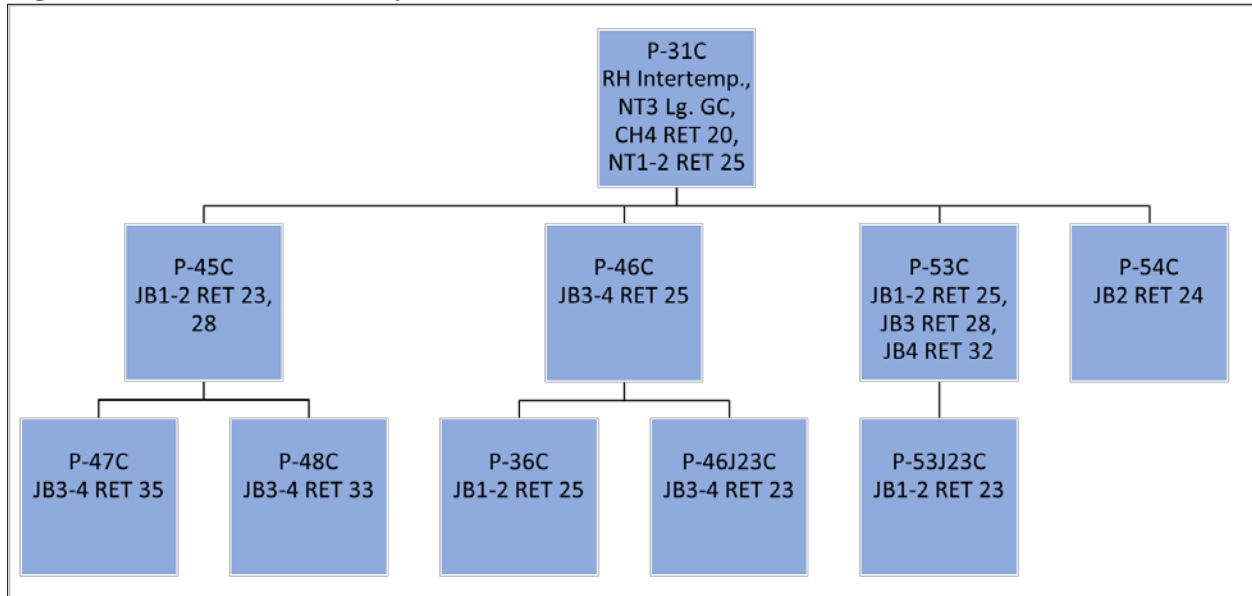 P-31C
RH Intertemp.,
NT3 Lg. GC,
CH4 RET 20,
NT1-2 RET 25
P-45C
JB1-2 RET 23,
28
P-46C
JB3-4 RET 25
P-53C
JB1-2 RET 25,
JB3 RET 28,
JB4 RET 32
P-54C
JB2 RET 24
P-47C
JB3-4 RET 35
P-48C
JB3-4 RET 33
P-36C
JB1-2 RET 25
P-46J23C
JB3-4 RET 23
P-53J23C
JB1-2 RET 23